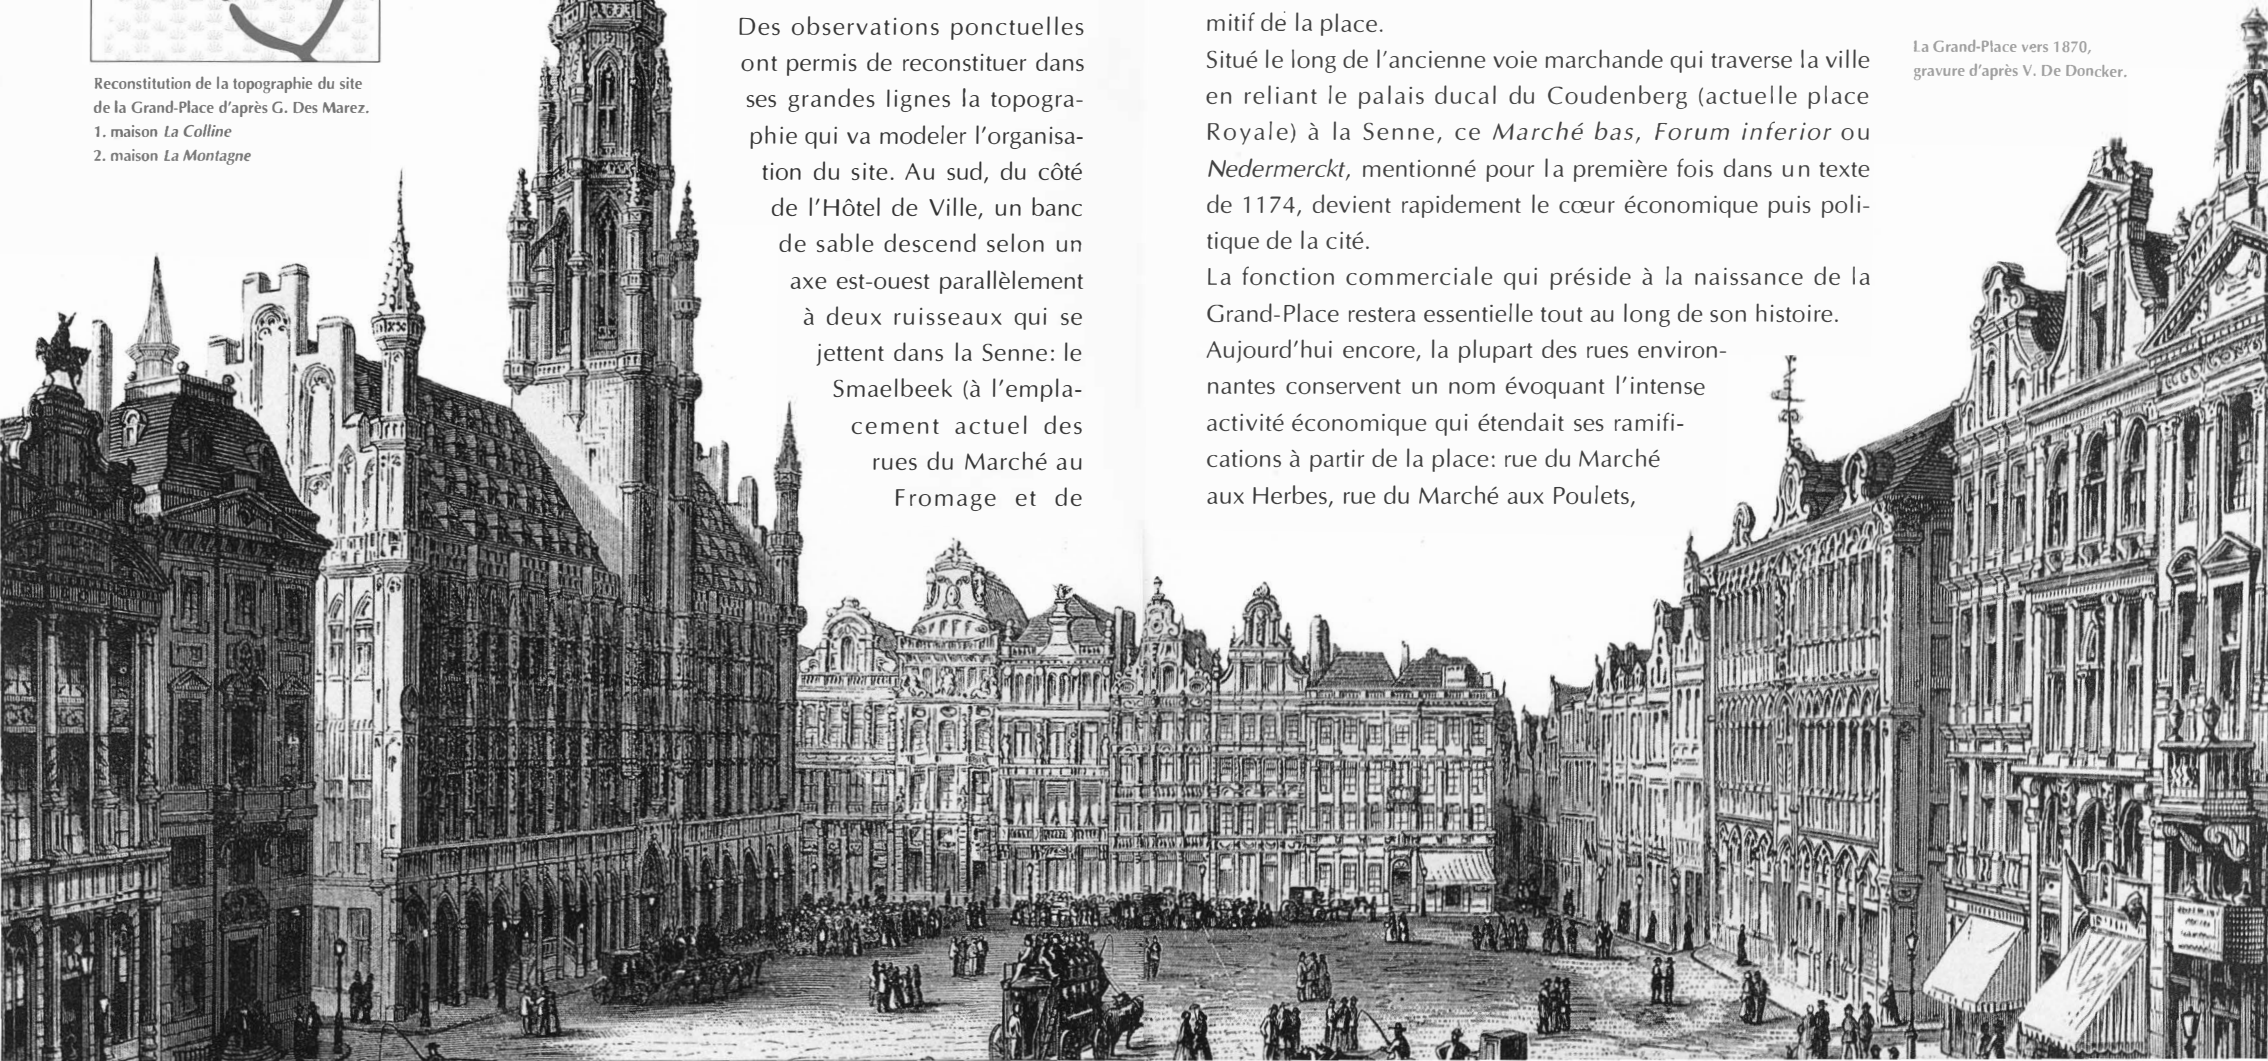 Reconstitution de la topographie du site
de la Grand-Place d'après G. Des Marez.
1. maison La Colline
2. maison La Montagne
Des observations ponctuelles
ont permis de reconstituer dans
ses grandes lignes la topogra-
phie qui va modeler l'organisa-
tion du site. Au sud, du côté
de l'Hôtel de Ville, un banc
de sable descend selon un
axe est-ouest parallèlement
à deux ruisseaux qui se
jettent dans la Senne: le
Smaelbeek (à l'empla-
cement actuel des
rues du Marché au
Fromage et de
mitif de la place.
Situé le long de l'ancienne voie marchande qui traverse la ville
en reliant le palais ducal du Coudenberg (actuelle place
Royale) à la Senne, ce Marché bas, Forum inferior ou
Nedermerckt, mentionné pour la première fois dans un texte
de 1174, devient rapidement le cœur économique puis poli-
tique de la cité.
La fonction commerciale qui préside à la naissance de la
Grand-Place restera essentielle tout au long de son histoire.
Aujourd'hui encore, la plupart des rues environ-
nantes conservent un nom évoquant l'intense
activité économique qui étendait ses ramifi-
cations à partir de la place: rue du Marché
aux Herbes, rue du Marché aux Poulets,
La Grand-Place vers 1870,
gravure d'après V. De Doncker.